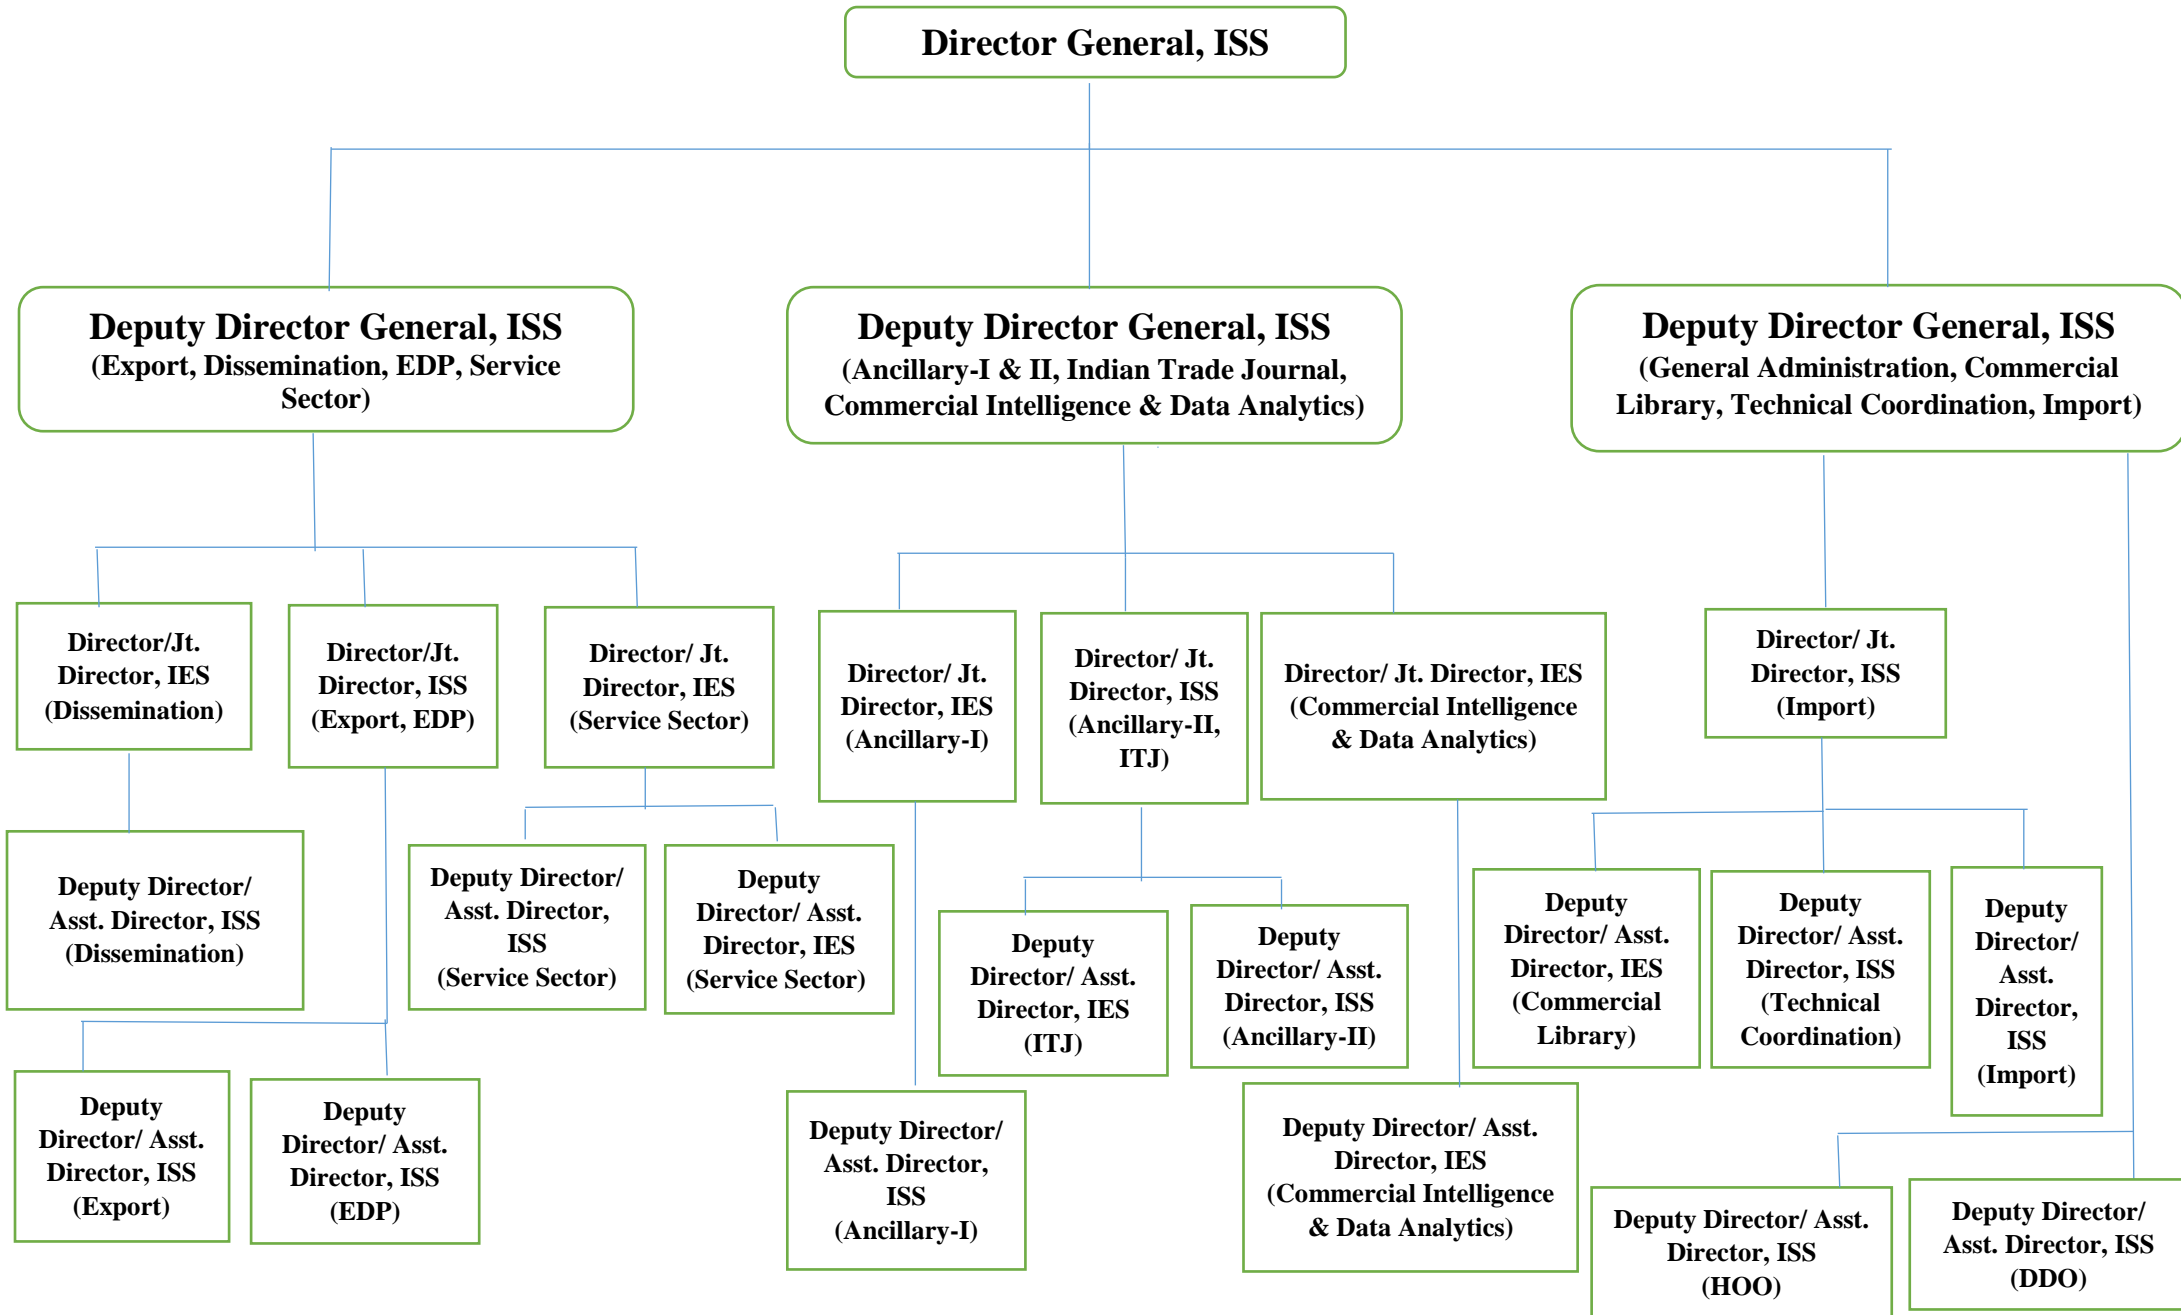 Director General, ISS
Deputy Director General, ISS
(Export, Dissemination, EDP, Service
Sector)
Deputy Director General, ISS
(Ancillary-I & II, Indian Trade Journal,
Commercial Intelligence & Data Analytics)
Deputy Director General, ISS
(General Administration, Commercial
Library, Technical Coordination, Import)
Director/Jt.
Director, IES
(Dissemination)
Director/Jt.
Director, ISS
(Export, EDP)
Director/ Jt.
Director, IES
(Service Sector)
Director/ Jt.
Director, IES
(Ancillary-I)
Director/ Jt.
Director, ISS
(Ancillary-II,
ITJ)
Director/ Jt. Director, IES
(Commercial Intelligence
& Data Analytics)
Director/ Jt.
Director, ISS
(Import)
Deputy Director/
Asst. Director, ISS
(Dissemination)
Deputy Director/
Asst. Director,
ISS
(Service Sector)
Deputy
Director/ Asst.
Director, IES
(Service Sector)
Deputy
Director/ Asst.
Director, IES
(ITJ)
Deputy
Director/ Asst.
Director, ISS
(Ancillary-II)
Deputy
Director/ Asst.
Director, IES
(Commercial
Library)
Deputy
Director/ Asst.
Director, ISS
(Technical
Coordination)
Deputy
Director/
Asst.
Director,
ISS
(Import)
Deputy
Director/ Asst.
Director, ISS
(Export)
Deputy
Director/ Asst.
Director, ISS
(EDP)
Deputy Director/
Asst. Director,
ISS
(Ancillary-I)
Deputy Director/ Asst.
Director, IES
(Commercial Intelligence
& Data Analytics)
Deputy Director/ Asst.
Director, ISS
(HOO)
Deputy Director/
Asst. Director, ISS
(DDO)